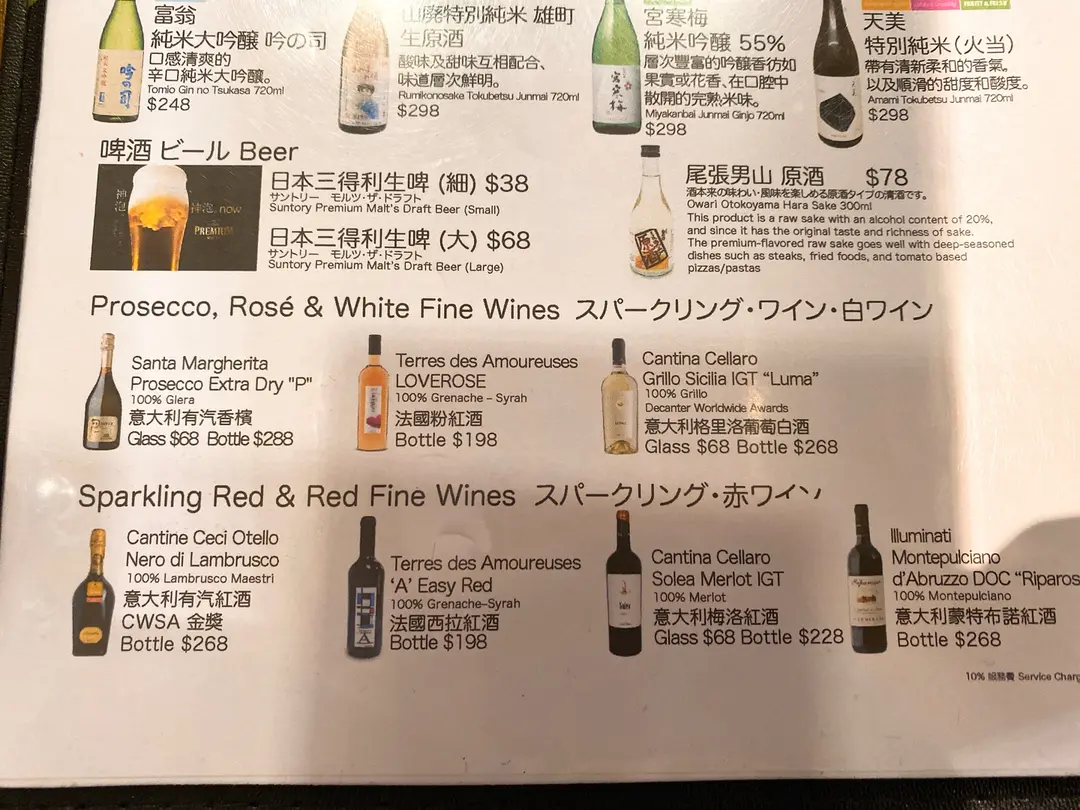 富翁
純米大吟醸 吟の司
口感清爽的
辛口純米大吟釀。
Tomio Gin no Tsukasa 720ml
$248
山廃特別純米 雄町
生原酒
酸味及甜味互相配合、
味道層次鮮明。
Rumikonosake Tokubetsu Junmai 720ml
$298
宮寒梅
純米吟醸 55%
層次豐富的吟釀香彷如
果實或花香、在口腔中
散開的完熟米味。
Miyakanbai Junmai Ginjo 720ml
$298
天美
特別純米(火当)
帶有清新柔和的香氣。
以及順滑的甜度和酸度。
Amami Tokubetsu Junmai 720ml
$298
啤酒 ビール Beer
神泡 now
PREMIUM
日本三得利生啤 (細) $38
サントリー モルツ・ザ・ドラフト
Suntory Premium Malt's Draft Beer (Small)
日本三得利生啤 (大) $68
サントリー モルツ・ザ・ドラフト
Suntory Premium Malt's Draft Beer (Large)
尾張男山 原酒 $78
酒本来の味わい・風味を楽しめる原酒タイプの清酒です。
Owari Otokoyama Hara Sake 300ml
This product is a raw sake with an alcohol content of 20%,
and since it has the original taste and richness of sake.
The premium-flavored raw sake goes well with deep-seasoned
dishes such as steaks, fried foods, and tomato based
pizzas/pastas
Prosecco, Rosé & White Fine Wines スパークリング・ワイン・白ワイン
Santa Margherita
Prosecco Extra Dry "P"
100% Glera
意大利有汽香檳
Glass $68 Bottle $288
Terres des Amoureuses
LOVEROSE
100% Grenache – Syrah
法國粉紅酒
Bottle $198
Cantina Cellaro
Grillo Sicilia IGT “Luma”
100% Grillo
Decanter Worldwide Awards
意大利格里洛葡萄白酒
Glass $68 Bottle $268
Sparkling Red & Red Fine Wines スパークリング・赤ワイン
Cantine Ceci Otello
Nero di Lambrusco
100% Lambrusco Maestri
意大利有汽紅酒
CWSA 金獎
Bottle $268
Terres des Amoureuses
‘A’ Easy Red
100% Grenache–Syrah
法國西拉紅酒
Bottle $198
Cantina Cellaro
Solea Merlot IGT
100% Merlot
意大利梅洛紅酒
Glass $68 Bottle $228
Illuminati
Montepulciano
d’Abruzzo DOC “Riparos
100% Montepulciano
意大利蒙特布諾紅酒
Bottle $268
10% 服務費 Service Charg